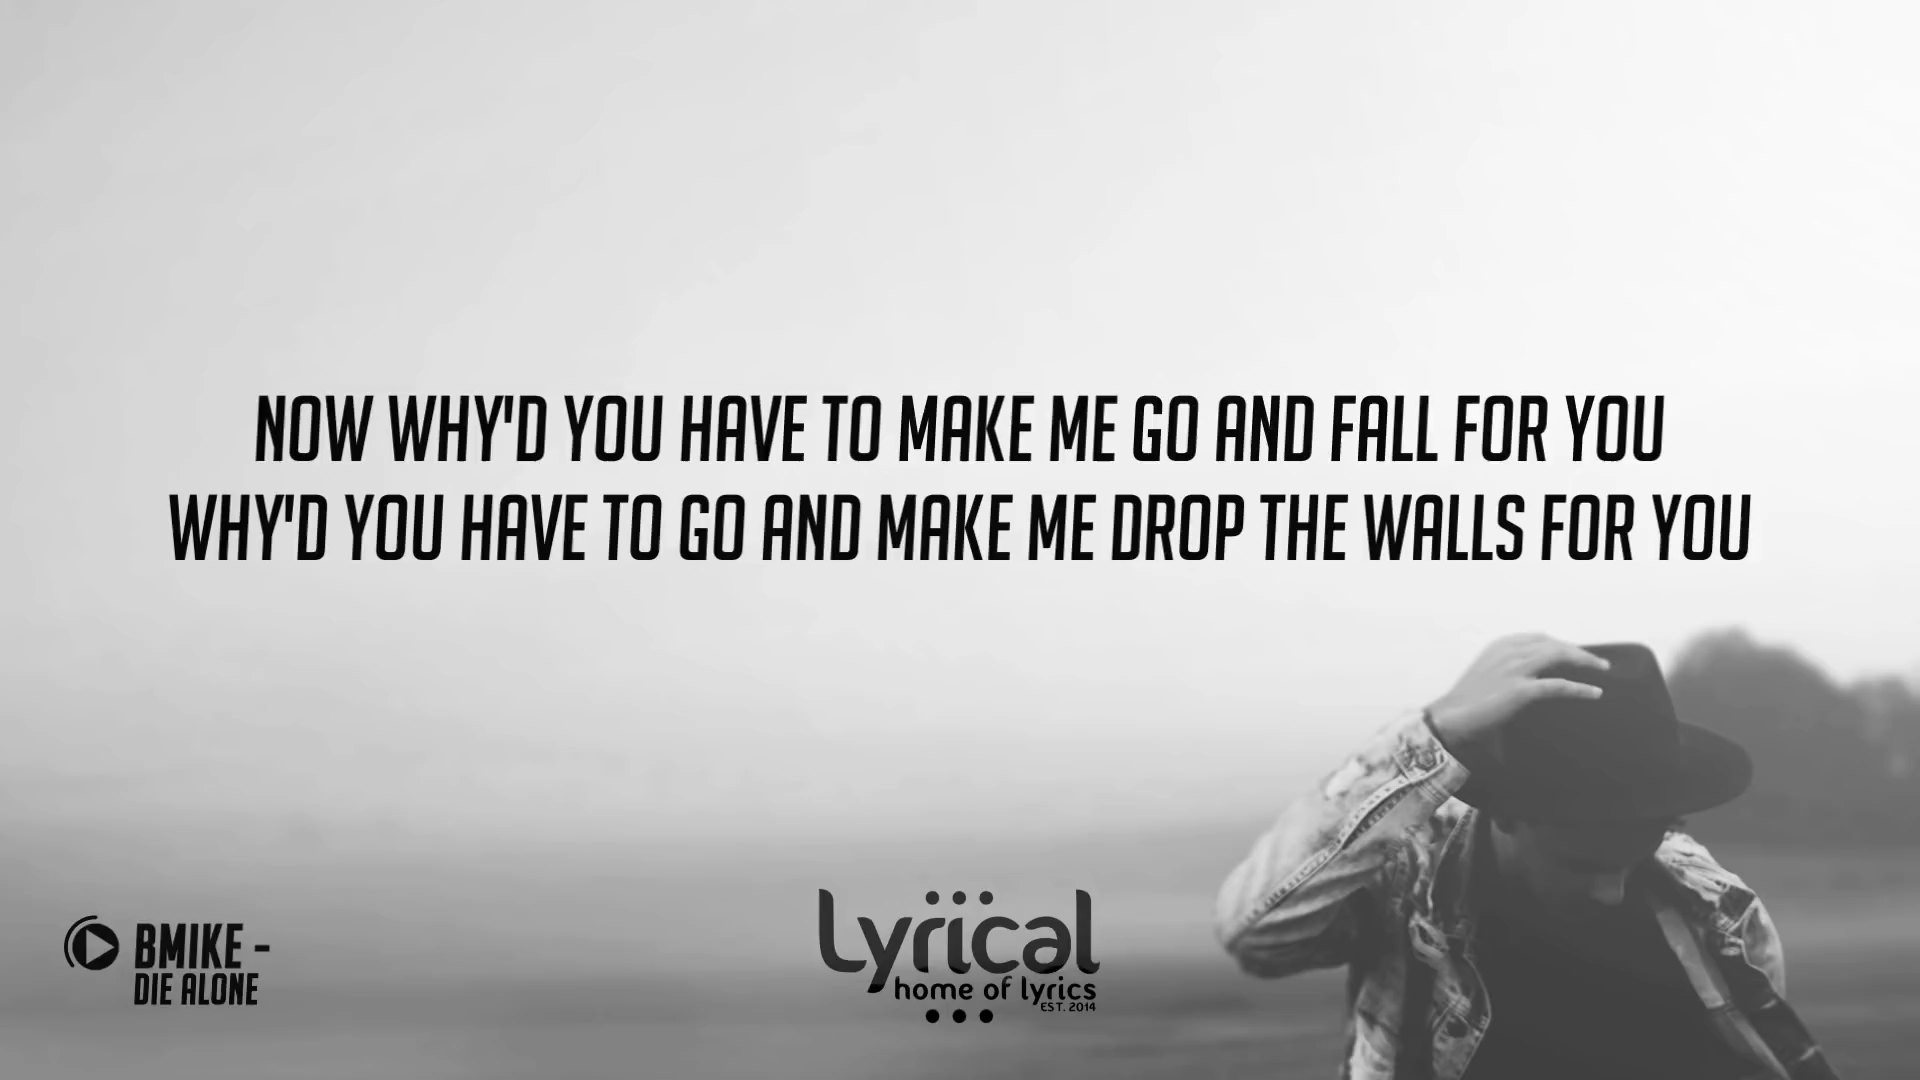 NOW WHY'D YOU HAVE TO MAKE ME GO AND FALL FOR YOU
WHY'D YOU HAVE TO GO AND MAKE ME DROP THE WALLS FOR YOU
BMIKE -
DIE ALONE
Lyrical
home of lyrics
EST. 2014